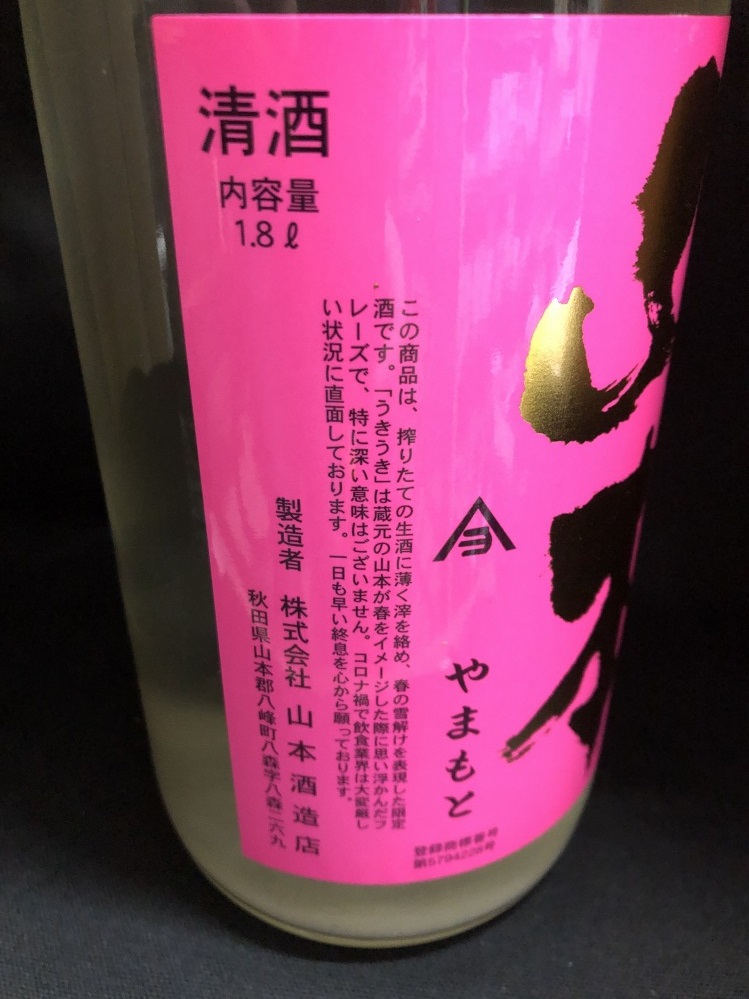 清酒
内容量
1.8ℓ
この商品は、搾りたての生酒に薄く滓を絡め、春の雪解けを表現した限定
酒です。「うきうき」は蔵元の山本が春をイメージした際に思い浮かんだフ
レーズで、特に深い意味はございません。コロナ禍で飲食業界は大変厳し
い状況に直面しております。一日も早い終息を心から願っております。
製造者 株式会社 山本酒造店
秋田県山本郡八峰町八森字八森二六九
ヨ
やまもと
登録商標番号
第5794228号
山本